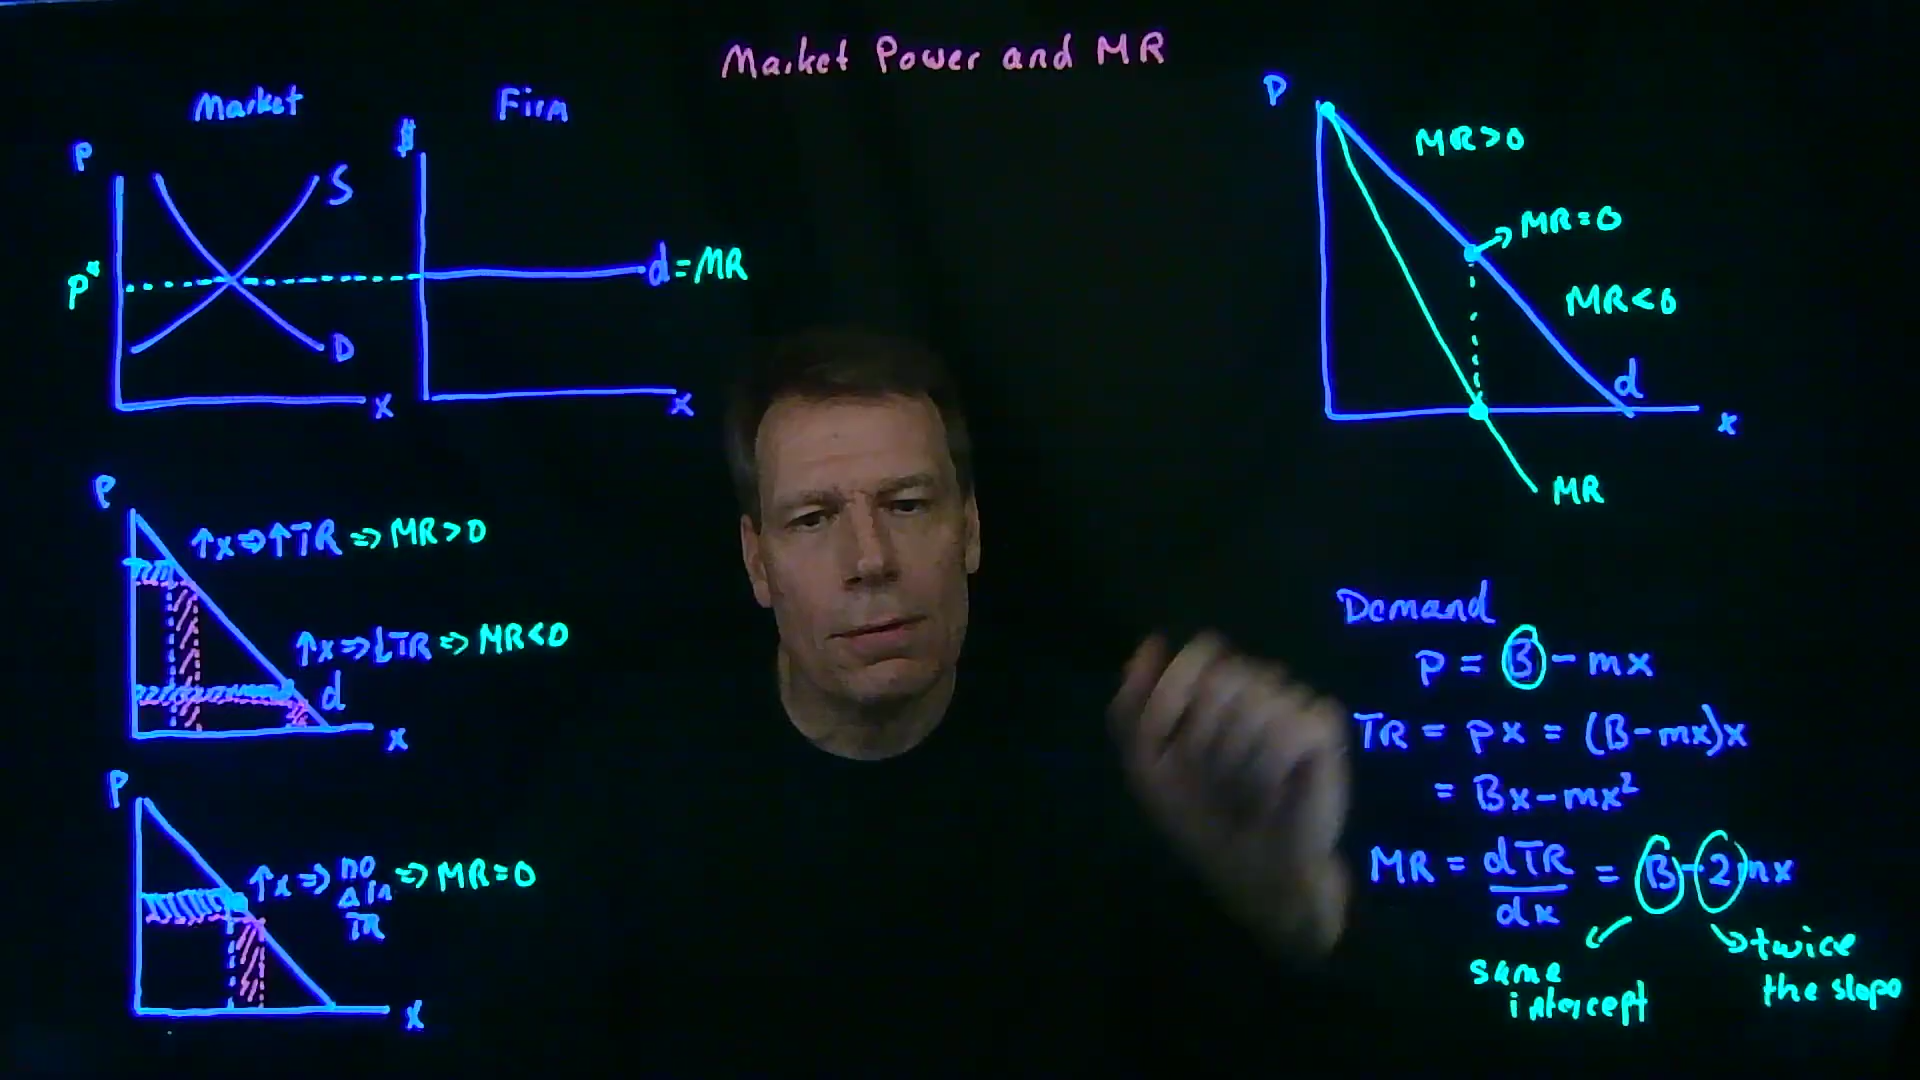 Market Power and MR
Market
Firm
P
S
P*
D
x
$
d = MR
x
P
↑x ⇒ ↑TR ⇒ MR > 0
↑x ⇒ ↓TR ⇒ MR < 0
d
x
P
↑x ⇒ no Δ in TR ⇒ MR = 0
x
P
MR > 0
MR = 0
MR < 0
d
x
MR
Demand
P = B - mx
TR = Px = (B - mx)x
= Bx - mx²
MR = dTR/dx = B - 2mx
same intercept
twice the slope